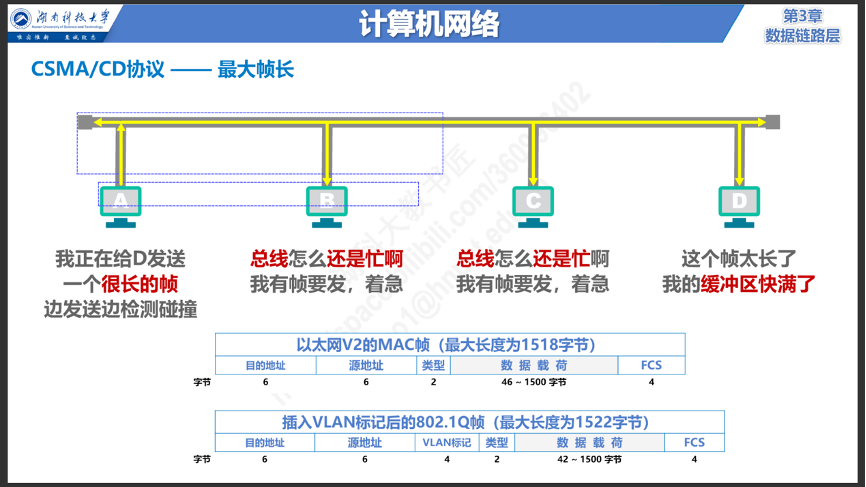 湖南科技大学
Hunan University of Science and Technology
唯实惟新 至诚致志
计算机网络
第3章
数据链路层
CSMA/CD协议 —— 最大帧长
A
B
C
D
我正在给D发送
一个很长的帧
边发送边检测碰撞
总线怎么还是忙啊
我有帧要发，着急
总线怎么还是忙啊
我有帧要发，着急
这个帧太长了
我的缓冲区快满了
以太网V2的MAC帧（最大长度为1518字节）
目的地址 源地址 类型 数 据 载 荷 FCS
字节 6 6 2 46 ~ 1500 字节 4
插入VLAN标记后的802.1Q帧（最大长度为1522字节）
目的地址 源地址 VLAN标记 类型 数 据 载 荷 FCS
字节 6 6 4 2 42 ~ 1500 字节 4